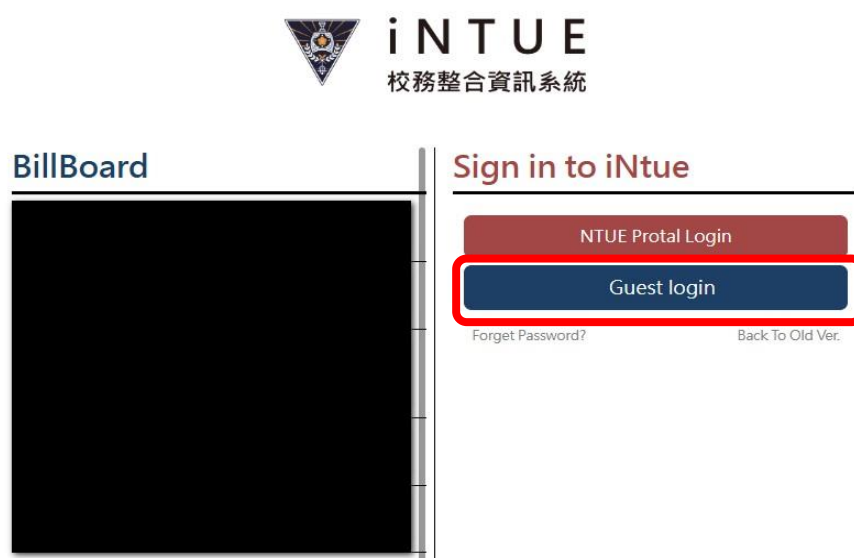 iNTUE
校務整合資訊系統
BillBoard
Sign in to iNtue
NTUE Protal Login
Guest login
Forget Password?
Back To Old Ver.